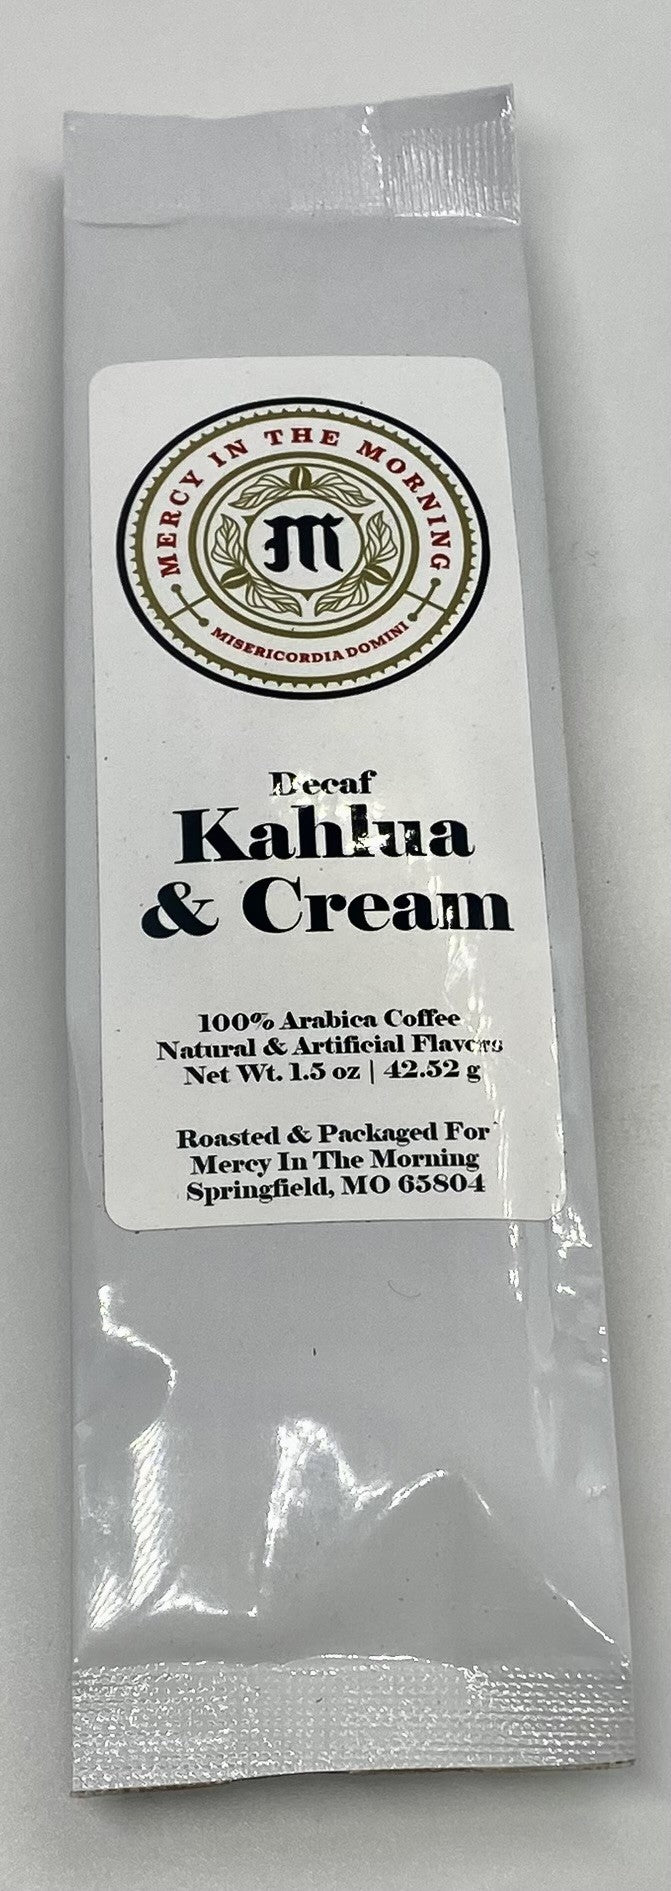 MERCY IN THE MORNING
M
MISERICORDIA DOMINI
Decaf
Kahlua
& Cream
100% Arabica Coffee
Natural & Artificial Flavors
Net Wt. 1.5 oz | 42.52 g
Roasted & Packaged For
Mercy In The Morning
Springfield, MO 65804